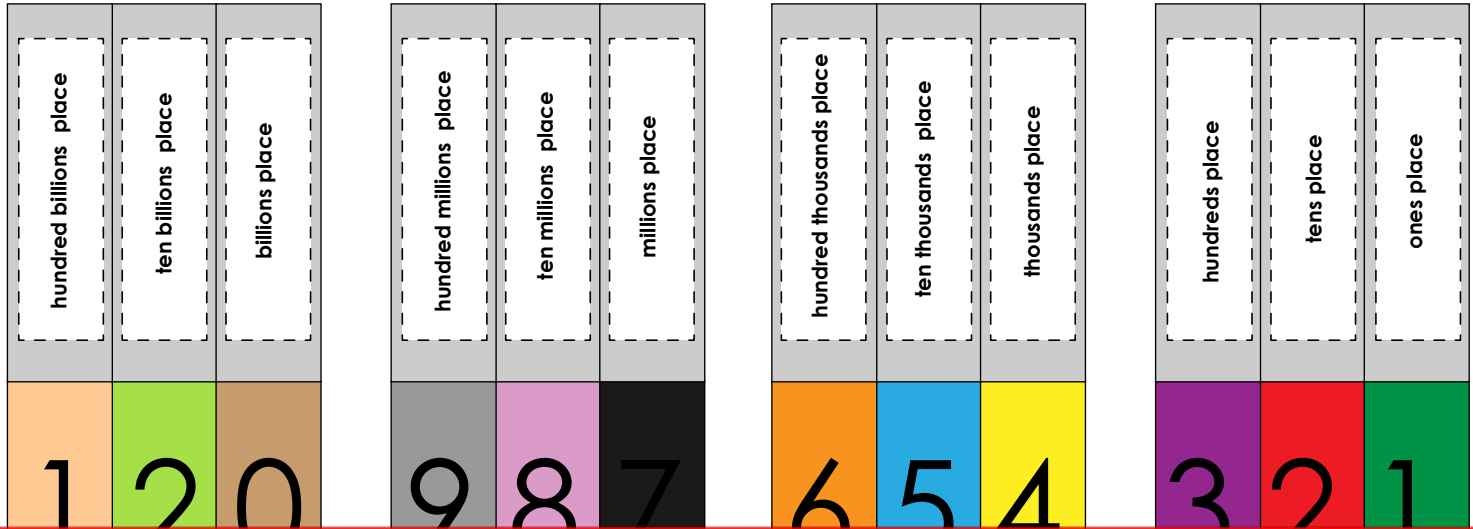 hundred billions place
ten billions place
billions place
hundred millions place
ten millions place
millions place
hundred thousands place
ten thousands place
thousands place
hundreds place
tens place
ones place
1 2 0 9 8 7 6 5 4 3 2 1